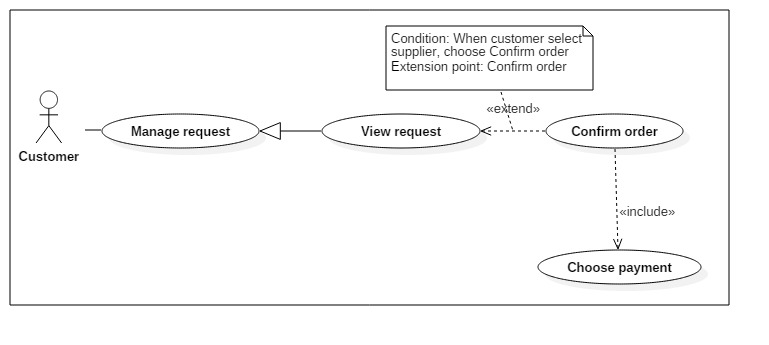 Condition: When customer select
supplier, choose Confirm order
Extension point: Confirm order
«extend»
Manage request
View request
Confirm order
Customer
«include»
Choose payment